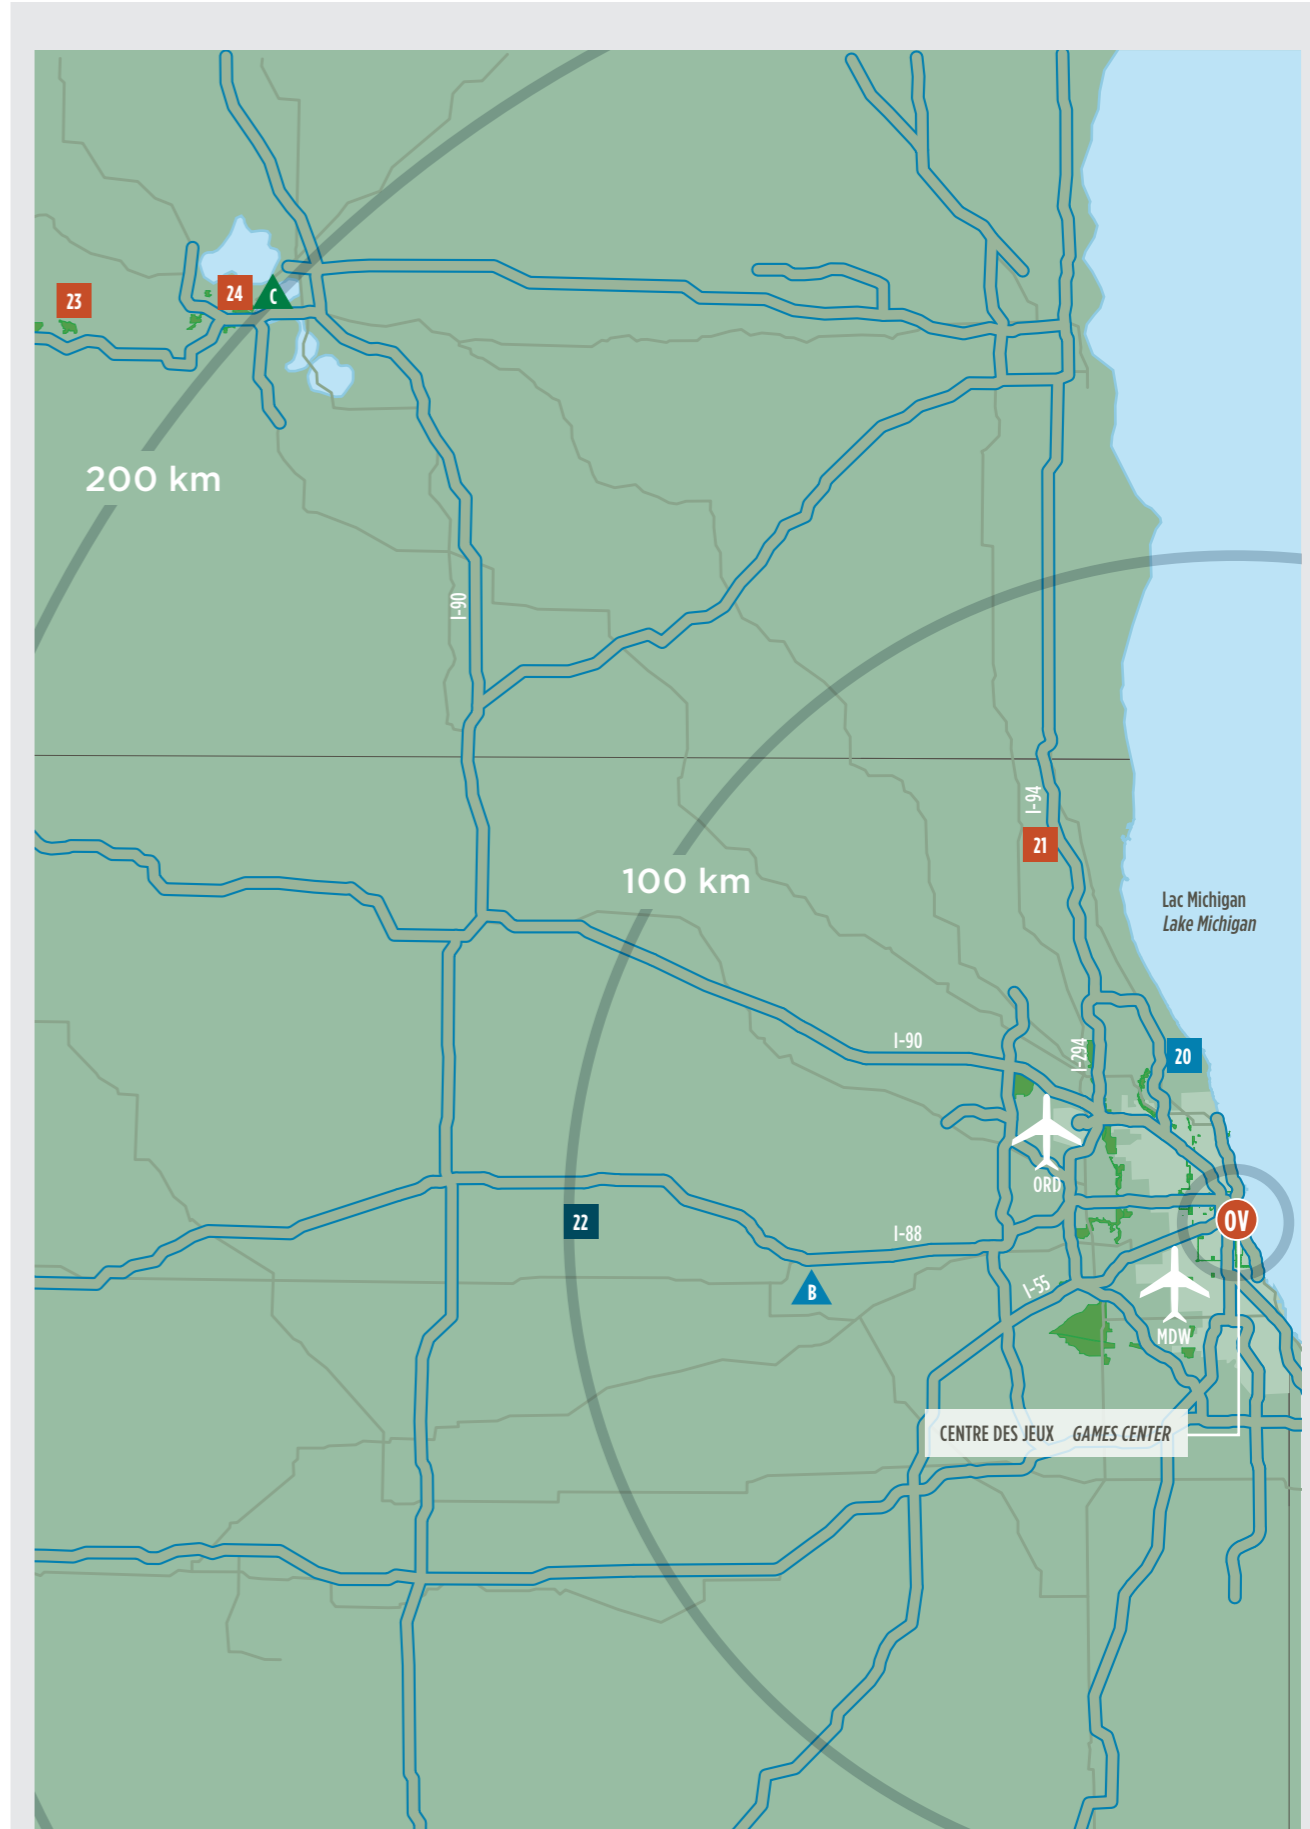 24
23
C
200 km
I-90
I-94
21
100 km
Lac Michigan
Lake Michigan
I-90
I-294
20
ORD
22
OV
I-88
B
I-55
MDW
CENTRE DES JEUX GAMES CENTER